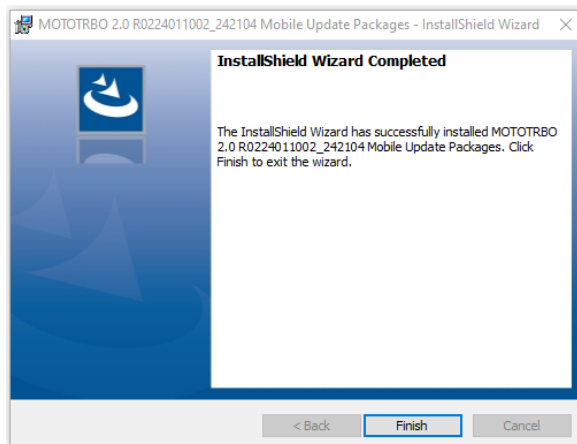 MOTOTRBO 2.0 R0224011002_242104 Mobile Update Packages - InstallShield Wizard
InstallShield Wizard Completed
The InstallShield Wizard has successfully installed MOTOTRBO
2.0 R0224011002_242104 Mobile Update Packages. Click
Finish to exit the wizard.
< Back
Finish
Cancel